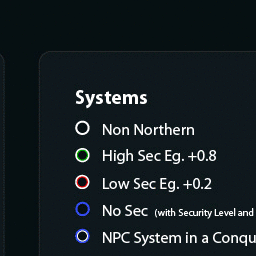 Systems
Non Northern
High Sec Eg. +0.8
Low Sec Eg. +0.2
No Sec (with Security Level and
NPC System in a Conqu